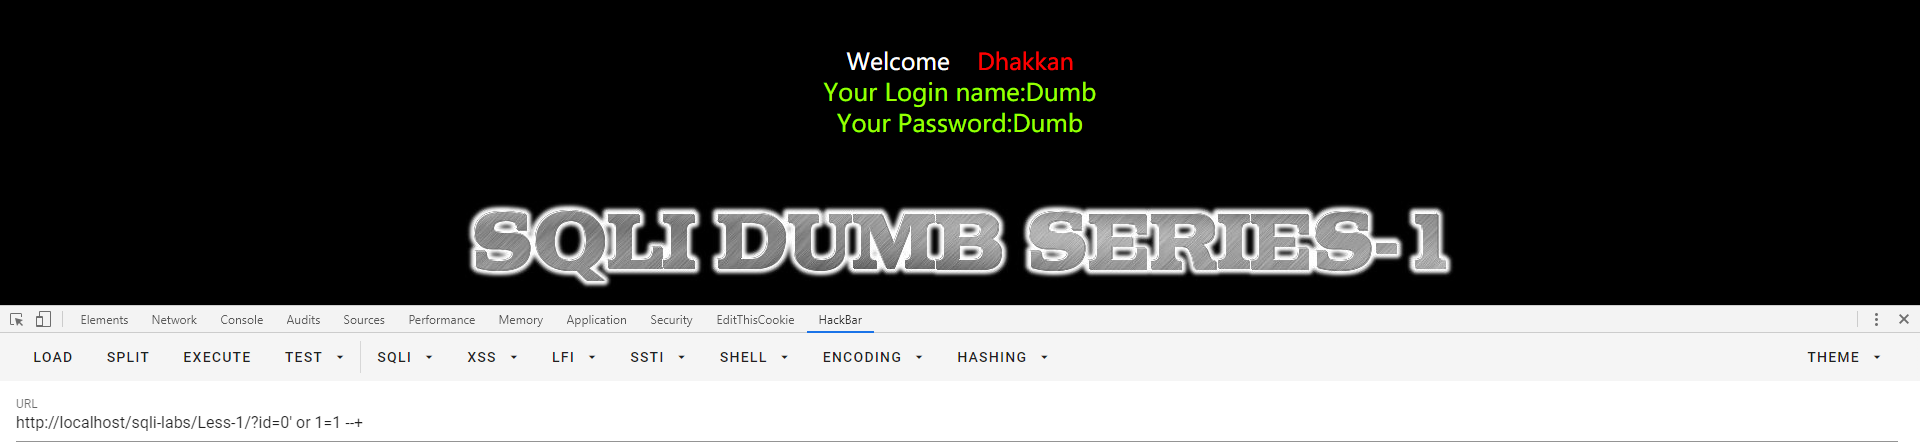 Welcome Dhakkan
Your Login name:Dumb
Your Password:Dumb
SQLI DUMB SERIES-1
Elements Network Console Audits Sources Performance Memory Application Security EditThisCookie HackBar
LOAD SPLIT EXECUTE TEST SQLI XSS LFI SSTI SHELL ENCODING HASHING THEME
URL
http://localhost/sqli-labs/Less-1/?id=0' or 1=1 --+